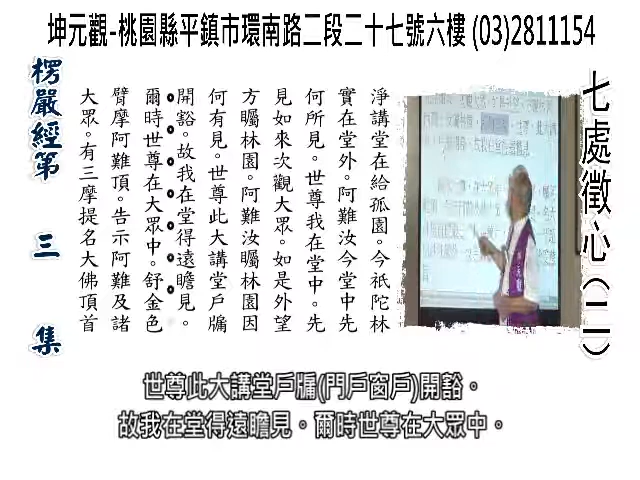 坤元觀-桃園縣平鎮市環南路二段二十七號六樓 (03)2811154
七處徵心(二)
淨講堂在給孤園。今祇陀林
實在堂外。阿難汝今堂中先
何所見。世尊我在堂中。先
見如來次觀大眾。如是外望
方矚林園。阿難汝矚林園因
何有見。世尊此大講堂戶牖
開豁。故我在堂得遠瞻見。
爾時世尊在大眾中。舒金色
臂摩阿難頂。告示阿難及諸
大眾。有三摩提名大佛頂首
楞嚴經第三集
世尊此大講堂戶牖(門戶窗戶)開豁。
故我在堂得遠瞻見。爾時世尊在大眾中。